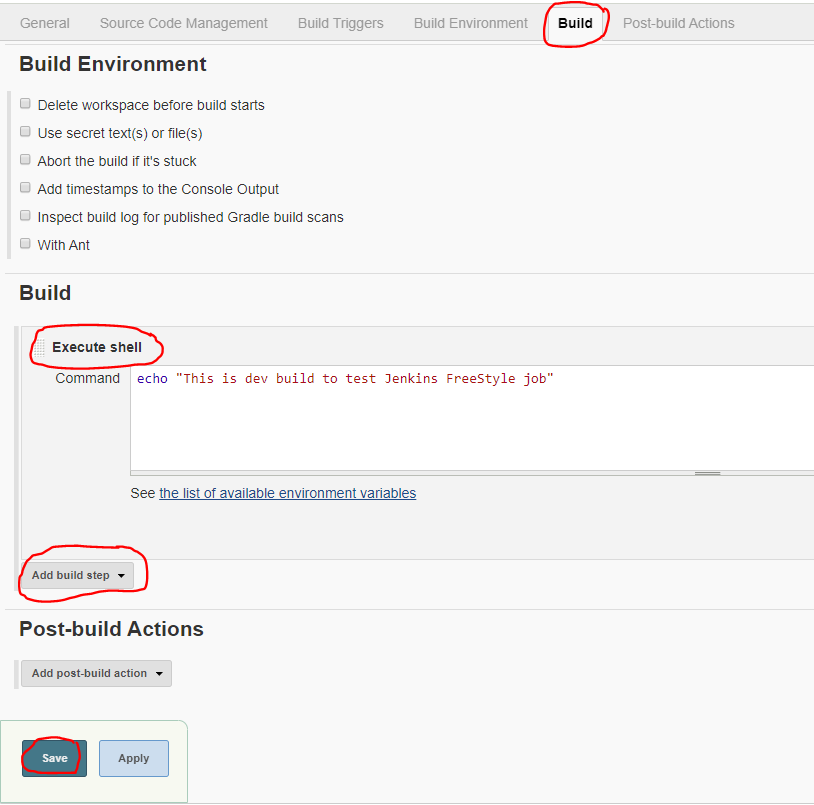 General Source Code Management Build Triggers Build Environment Build Post-build Actions
Build Environment
Delete workspace before build starts
Use secret text(s) or file(s)
Abort the build if it's stuck
Add timestamps to the Console Output
Inspect build log for published Gradle build scans
With Ant
Build
Execute shell
Command echo "This is dev build to test Jenkins FreeStyle job"
See the list of available environment variables
Add build step
Post-build Actions
Add post-build action
Save Apply